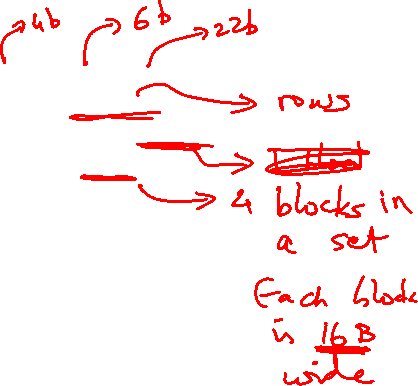 4b 6b 22b
rows
4 blocks in
a set
Each block
is 16 B
wide